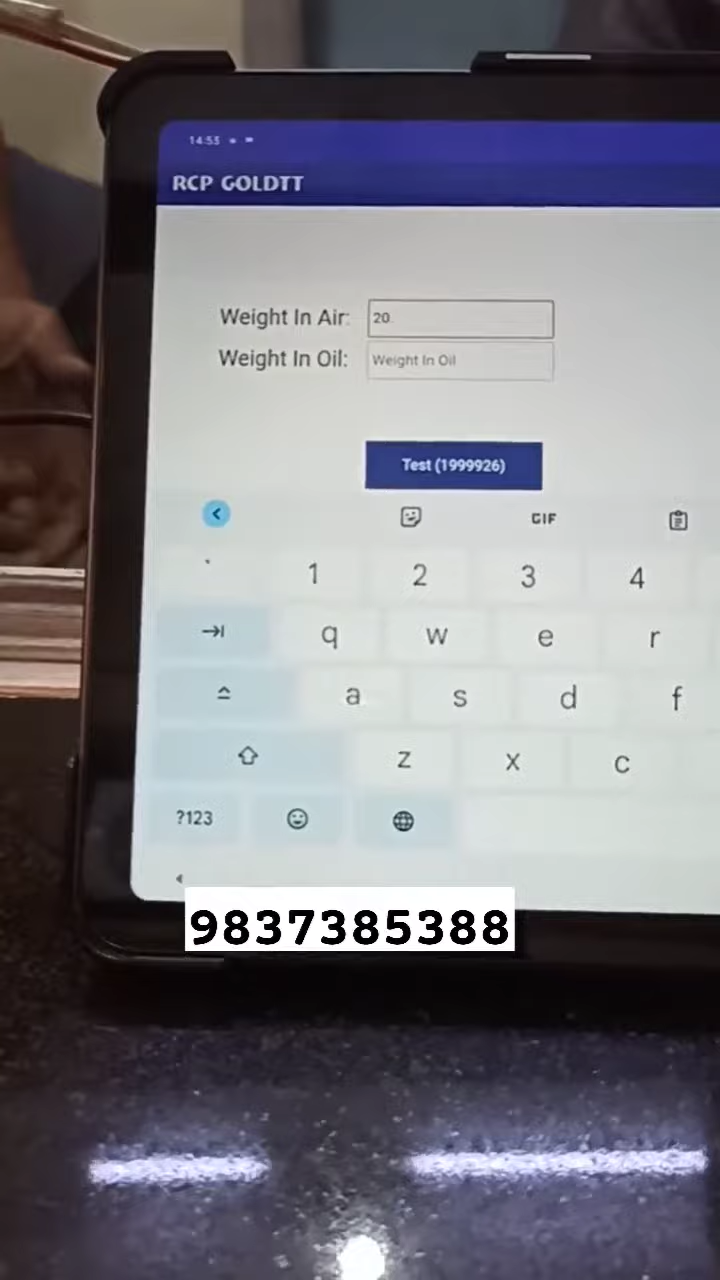 14:53
RCP GOLDTT
Weight In Air: 20.
Weight In Oil: Weight In Oil
Test (1999926)
GIF
` 1 2 3 4
q w e r
a s d f
z x c
?123
9837385388